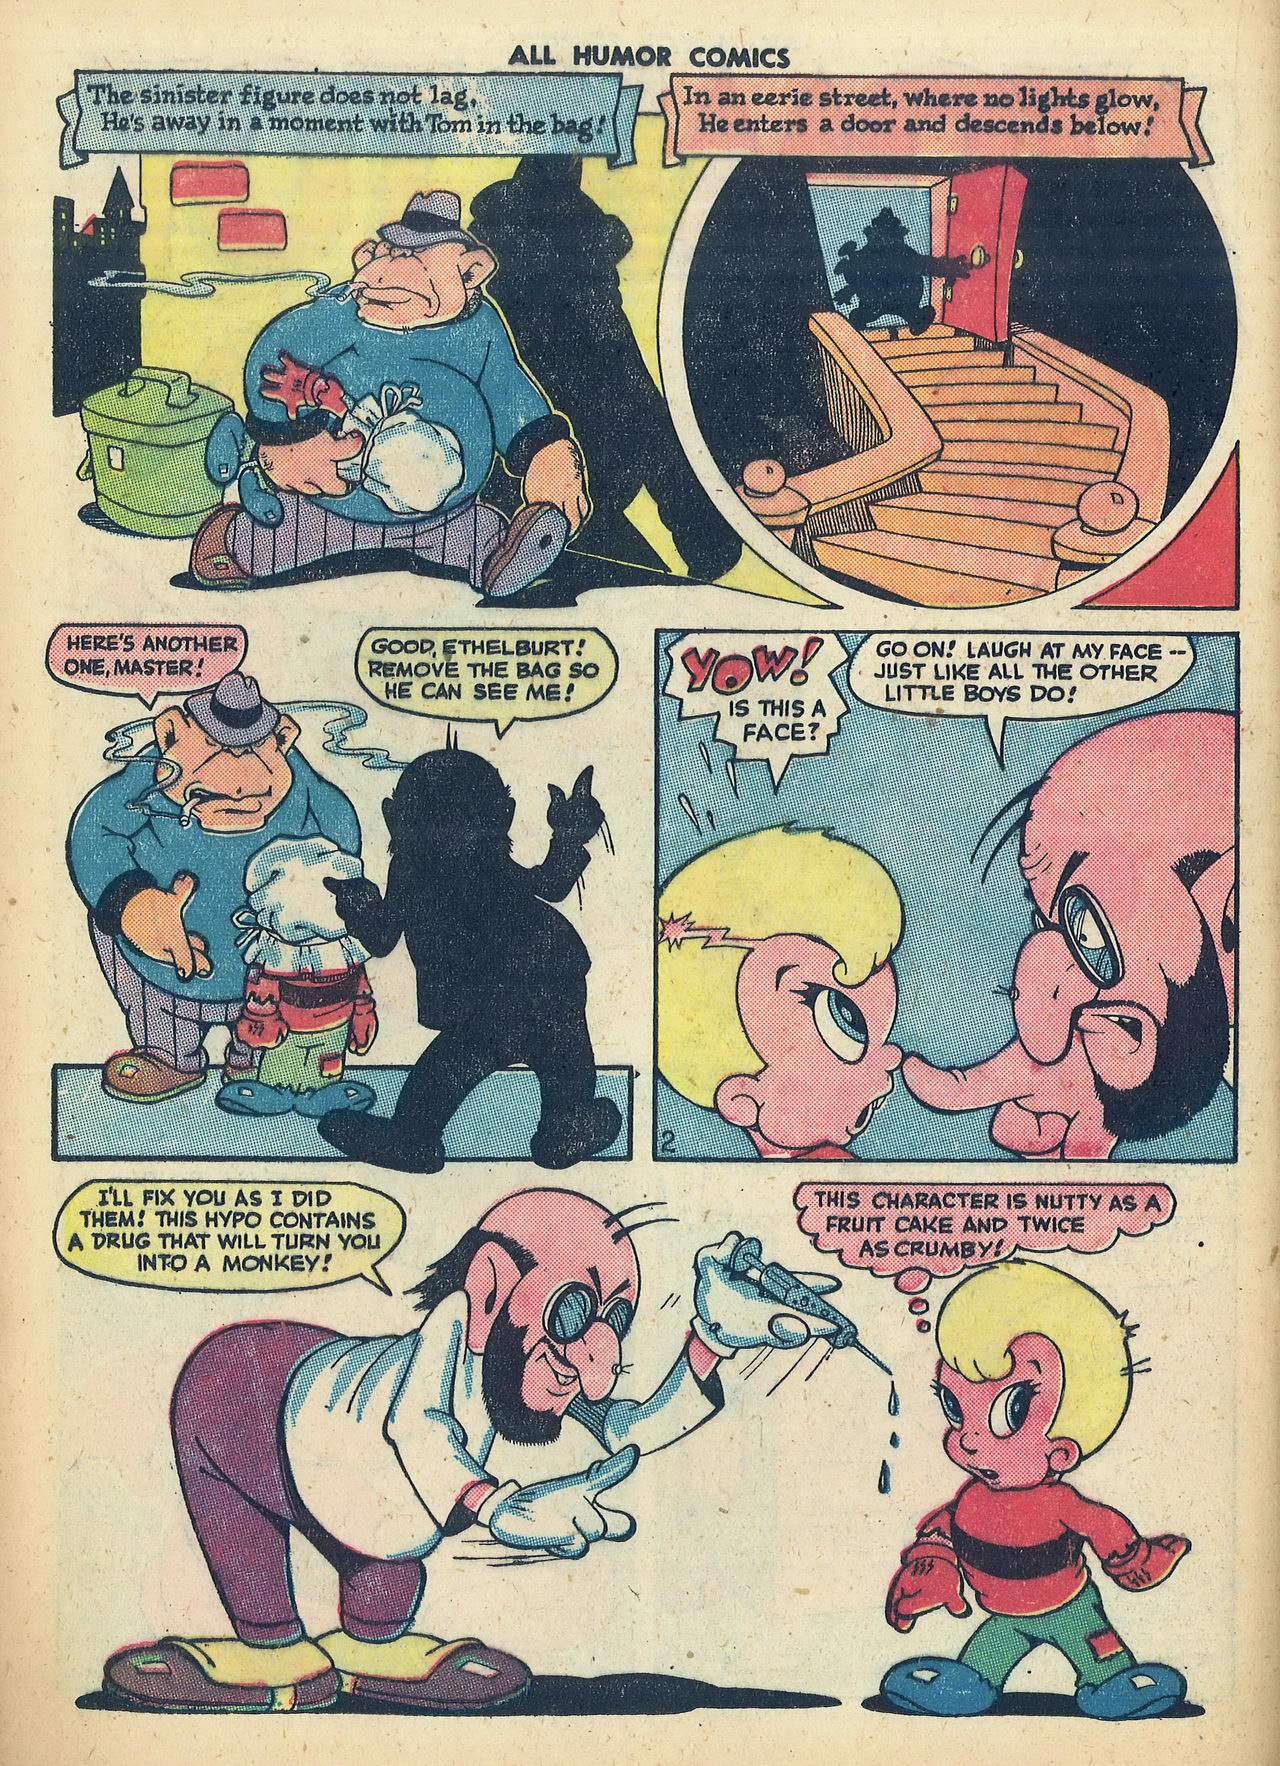 ALL HUMOR COMICS
The sinister figure does not lag,
He's away in a moment with Tom in the bag!
In an eerie street, where no lights glow,
He enters a door and descends below!
HERE'S ANOTHER
ONE, MASTER!
GOOD, ETHELBURT!
REMOVE THE BAG SO
HE CAN SEE ME!
YOW!
IS THIS A
FACE?
GO ON! LAUGH AT MY FACE --
JUST LIKE ALL THE OTHER
LITTLE BOYS DO!
2
I'LL FIX YOU AS I DID
THEM! THIS HYPO CONTAINS
A DRUG THAT WILL TURN YOU
INTO A MONKEY!
THIS CHARACTER IS NUTTY AS A
FRUIT CAKE AND TWICE
AS CRUMBY!